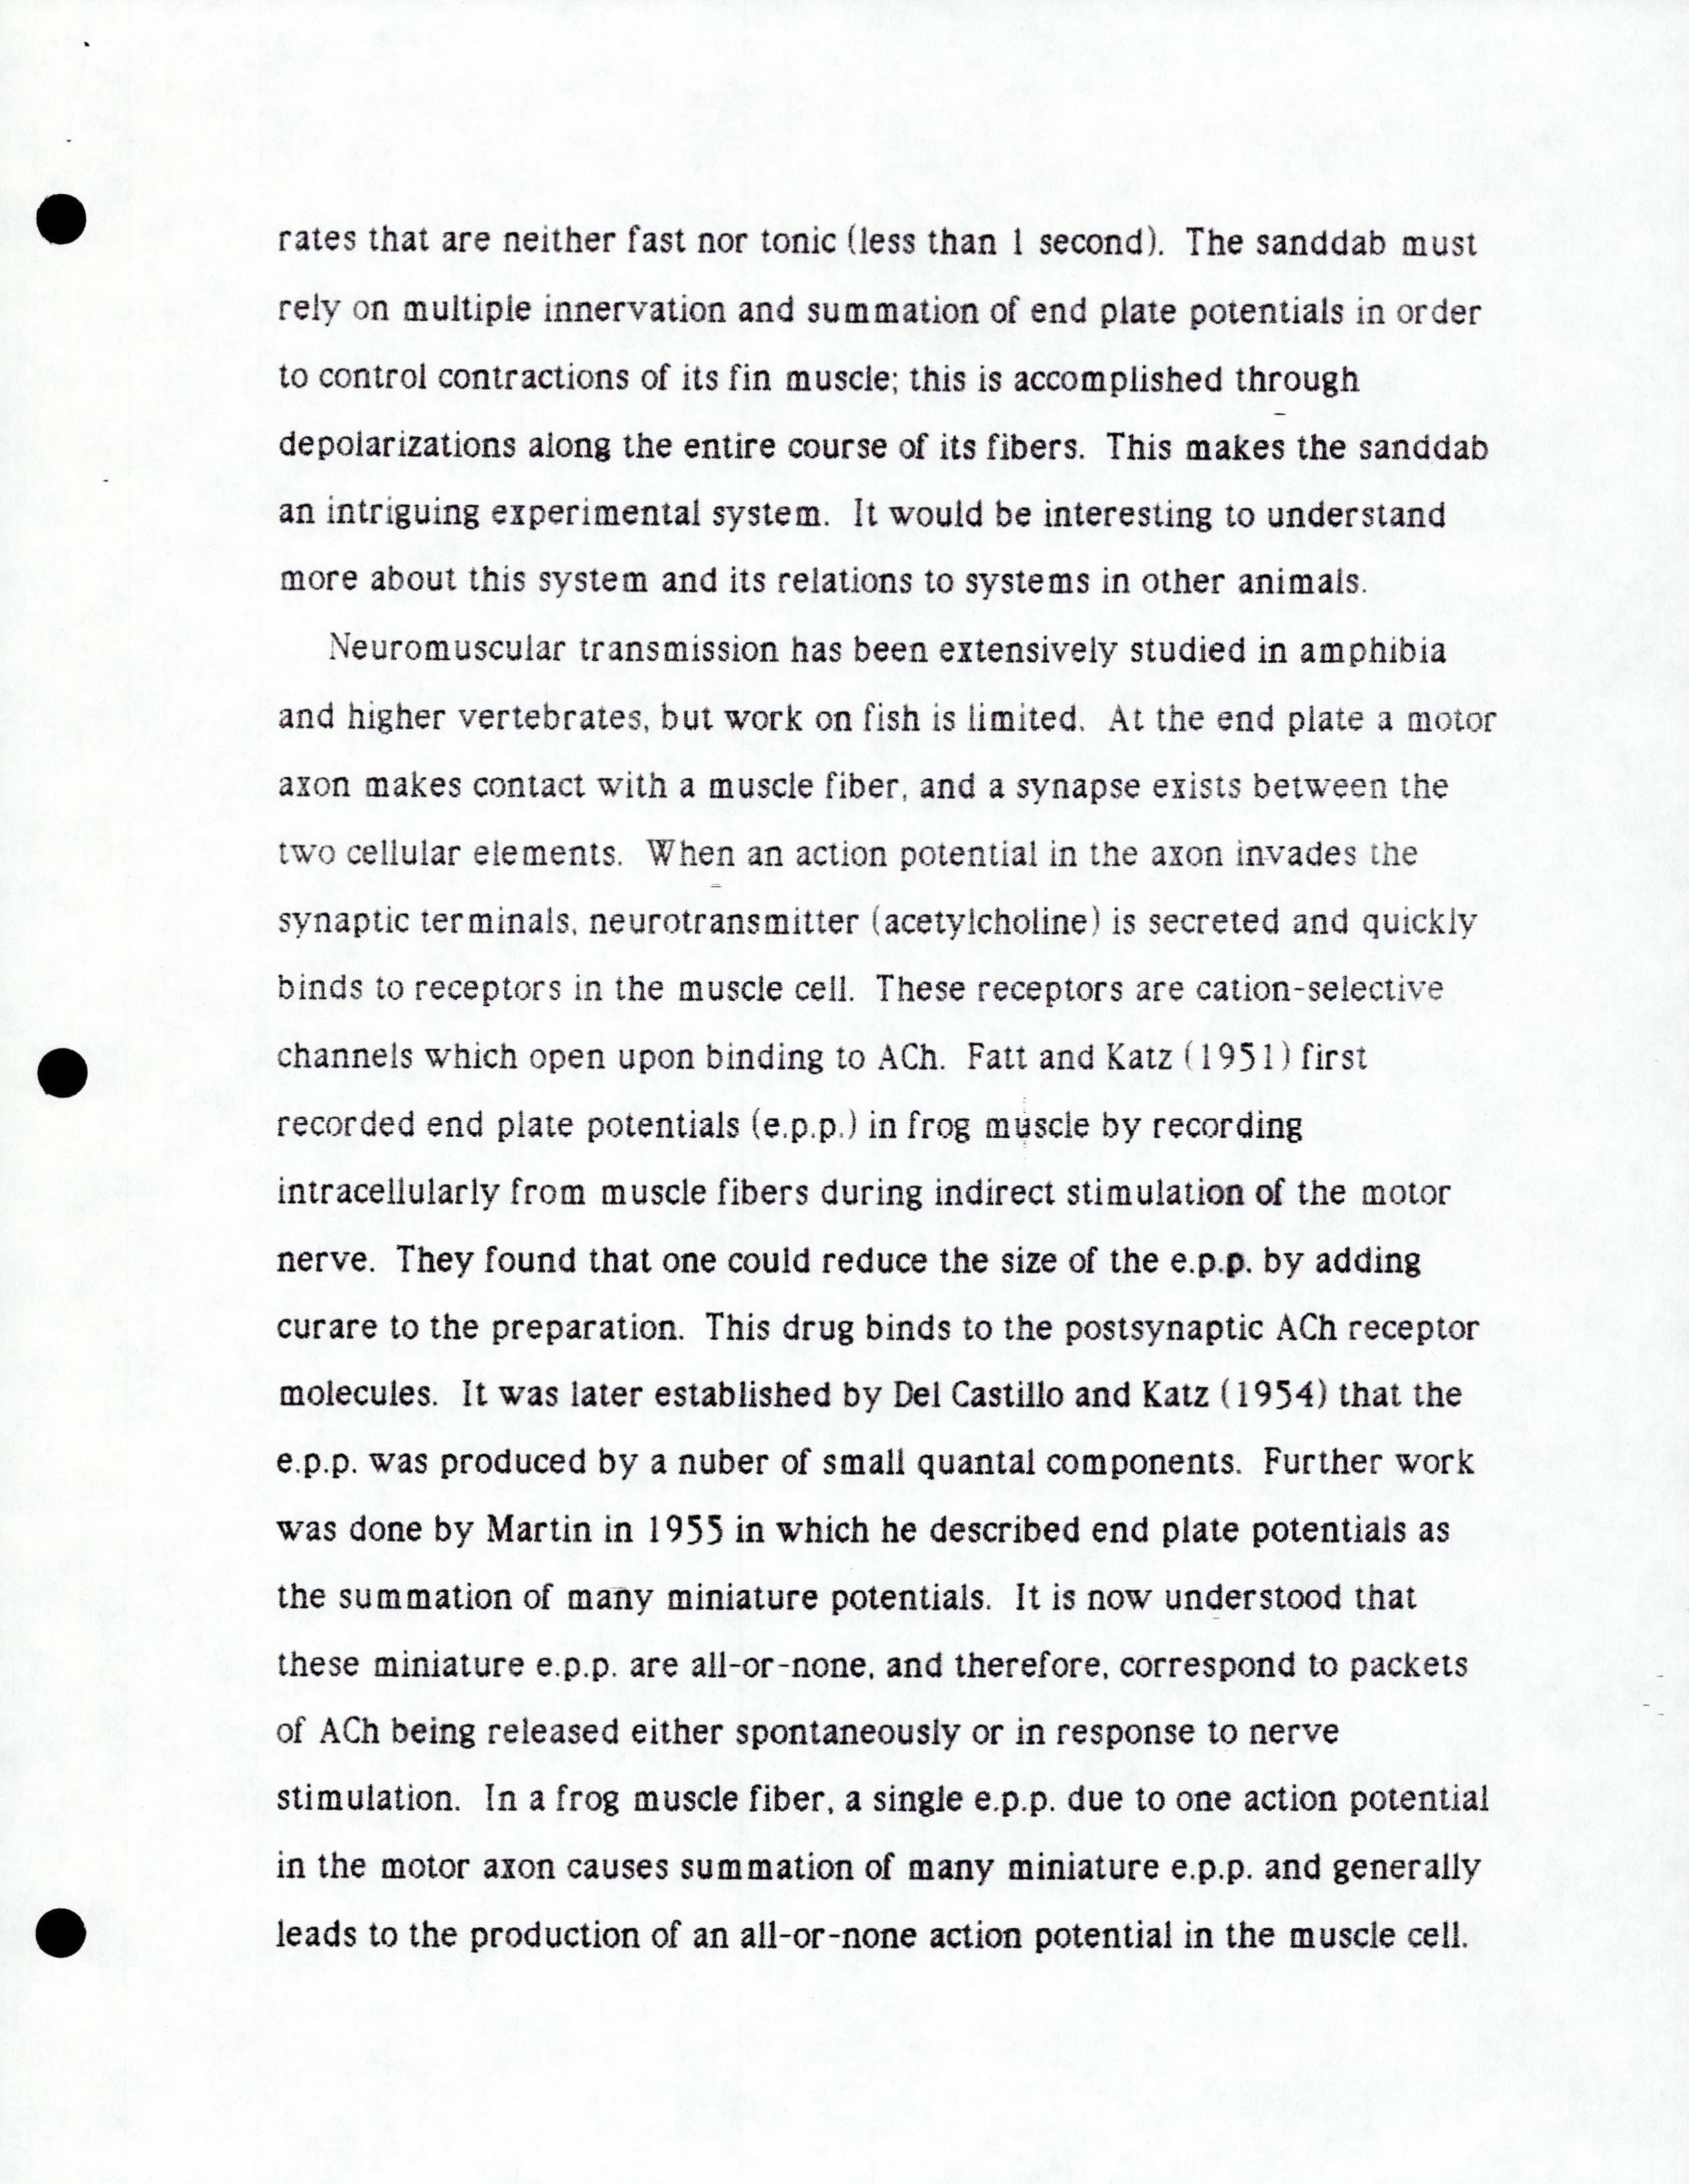 rates that are neither fast nor tonic (less than 1 second). The sanddab must
rely on multiple innervation and summation of end plate potentials in order
to control contractions of its fin muscle; this is accomplished through
depolarizations along the entire course of its fibers. This makes the sanddab
an intriguing experimental system. It would be interesting to understand
more about this system and its relations to systems in other animals.
Neuromuscular transmission has been extensively studied in amphibia
and higher vertebrates, but work on fish is limited. At the end plate a motor
axon makes contact with a muscle fiber, and a synapse exists between the
two cellular elements. When an action potential in the axon invades the
synaptic terminals, neurotransmitter (acetylcholine) is secreted and quickly
binds to receptors in the muscle cell. These receptors are cation-selective
channels which open upon binding to ACh. Fatt and Katz (1951) first
recorded end plate potentials (e.p.p.) in frog muscle by recording
intracellularly from muscle fibers during indirect stimulation of the motor
nerve. They found that one could reduce the size of the e.p.p. by adding
curare to the preparation. This drug binds to the postsynaptic ACh receptor
molecules. It was later established by Del Castillo and Katz (1954) that the
e.p.p. was produced by a nuber of small quantal components. Further work
was done by Martin in 1955 in which he described end plate potentials as
the summation of many miniature potentials. It is now understood that
these miniature e.p.p. are all-or-none, and therefore, correspond to packets
of ACh being released either spontaneously or in response to nerve
stimulation. In a frog muscle fiber, a single e.p.p. due to one action potential
in the motor axon causes summation of many miniature e.p.p. and generally
leads to the production of an all-or-none action potential in the muscle cell.